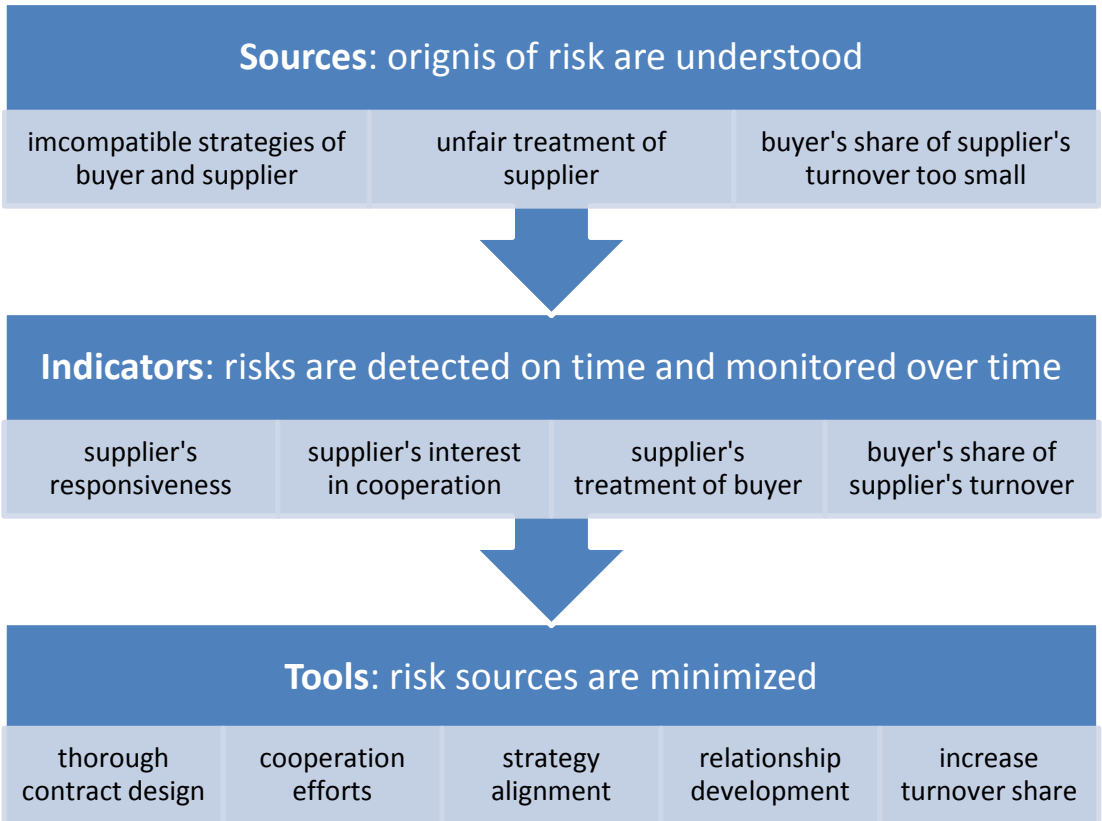 Sources: orignis of risk are understood
imcompatible strategies of
buyer and supplier
unfair treatment of
supplier
buyer's share of supplier's
turnover too small
Indicators: risks are detected on time and monitored over time
supplier's
responsiveness
supplier's interest
in cooperation
supplier's
treatment of buyer
buyer's share of
supplier's turnover
Tools: risk sources are minimized
thorough
contract design
cooperation
efforts
strategy
alignment
relationship
development
increase
turnover share